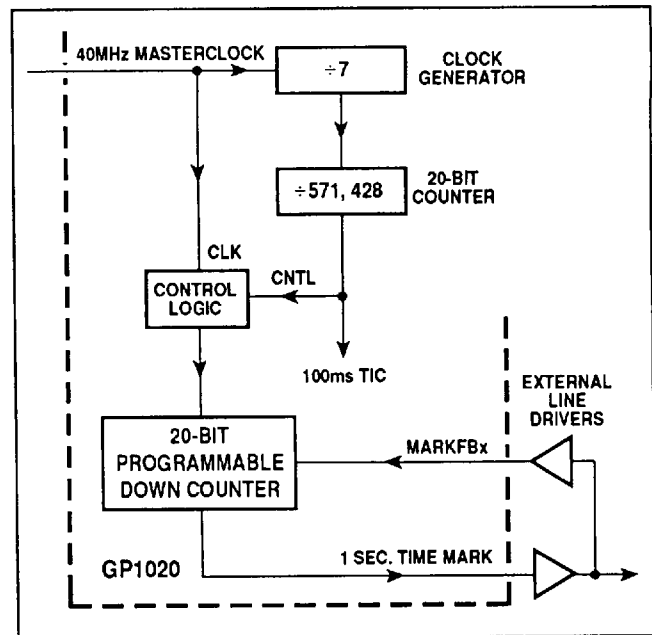 40MHz MASTERCLOCK
÷7
CLOCK
GENERATOR
÷571, 428
20-BIT
COUNTER
CLK
CNTL
CONTROL
LOGIC
100ms TIC
EXTERNAL
LINE
DRIVERS
20-BIT
PROGRAMMABLE
DOWN COUNTER
MARKFBx
1 SEC. TIME MARK
GP1020